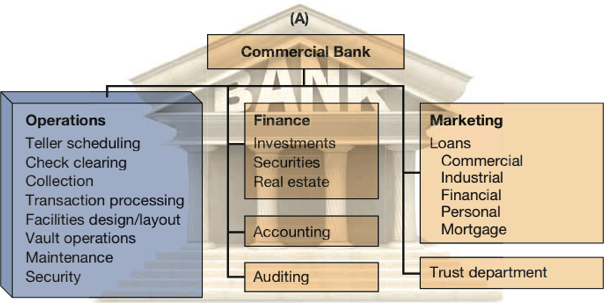 (A)
Commercial Bank
BANK
Operations
Teller scheduling
Check clearing
Collection
Transaction processing
Facilities design/layout
Vault operations
Maintenance
Security
Finance
Investments
Securities
Real estate
Accounting
Auditing
Marketing
Loans
Commercial
Industrial
Financial
Personal
Mortgage
Trust department